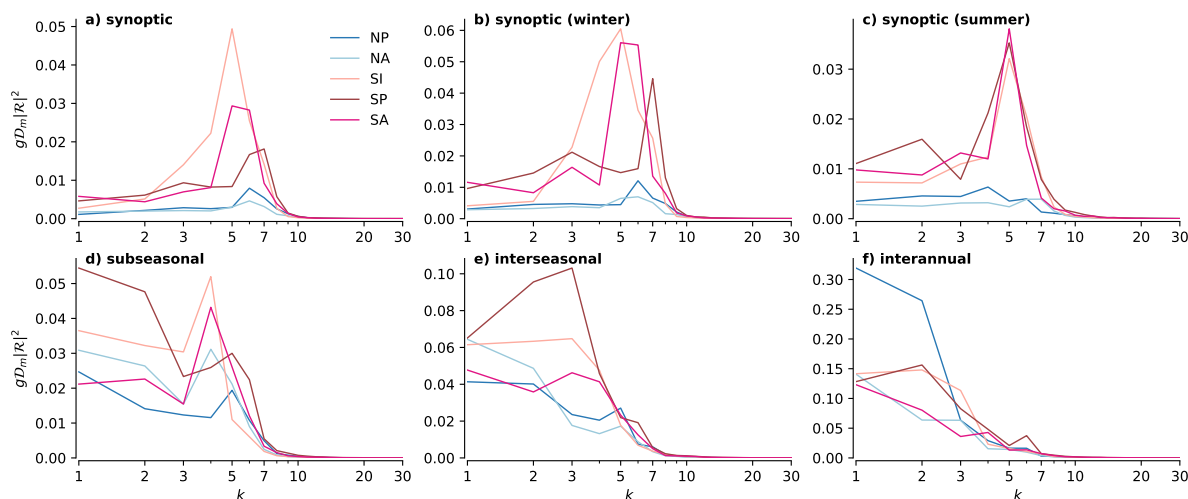 a) synoptic
b) synoptic (winter)
c) synoptic (summer)
0.05
0.04
0.03
0.02
0.01
0.00
g𝒟ₘ|ℛ|²
NP
NA
SI
SP
SA
1 2 3 5 7 10 20 30
0.06
0.05
0.04
0.03
0.02
0.01
0.00
1 2 3 5 7 10 20 30
0.03
0.02
0.01
0.00
1 2 3 5 7 10 20 30
d) subseasonal
e) interseasonal
f) interannual
0.05
0.04
0.03
0.02
0.01
0.00
g𝒟ₘ|ℛ|²
1 2 3 5 7 10 20 30
k
0.10
0.08
0.06
0.04
0.02
0.00
1 2 3 5 7 10 20 30
k
0.30
0.25
0.20
0.15
0.10
0.05
0.00
1 2 3 5 7 10 20 30
k